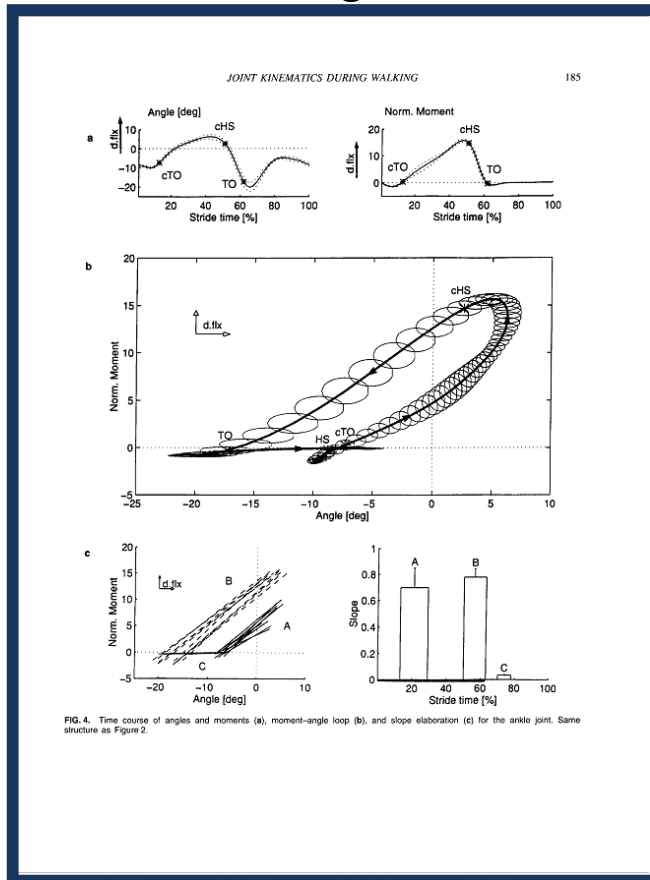 JOINT KINEMATICS DURING WALKING 185
a
Angle [deg]
d.flx
10
0
-10
-20
cHS
cTO
TO
20 40 60 80 100
Stride time [%]
Norm. Moment
d.flx
20
10
0
cHS
cTO
TO
20 40 60 80 100
Stride time [%]
b
Norm. Moment
20
15
10
5
0
-5
d.flx
cHS
TO
HS
cTO
-25 -20 -15 -10 -5 0 5 10
Angle [deg]
c
Norm. Moment
20
15
10
5
0
-5
d.flx
B
A
C
-20 -10 0 10
Angle [deg]
Slope
1
0.8
0.6
0.4
0.2
0
A
B
C
20 40 60 80 100
Stride time [%]
FIG. 4. Time course of angles and moments (a), moment–angle loop (b), and slope elaboration (c) for the ankle joint. Same
structure as Figure 2.